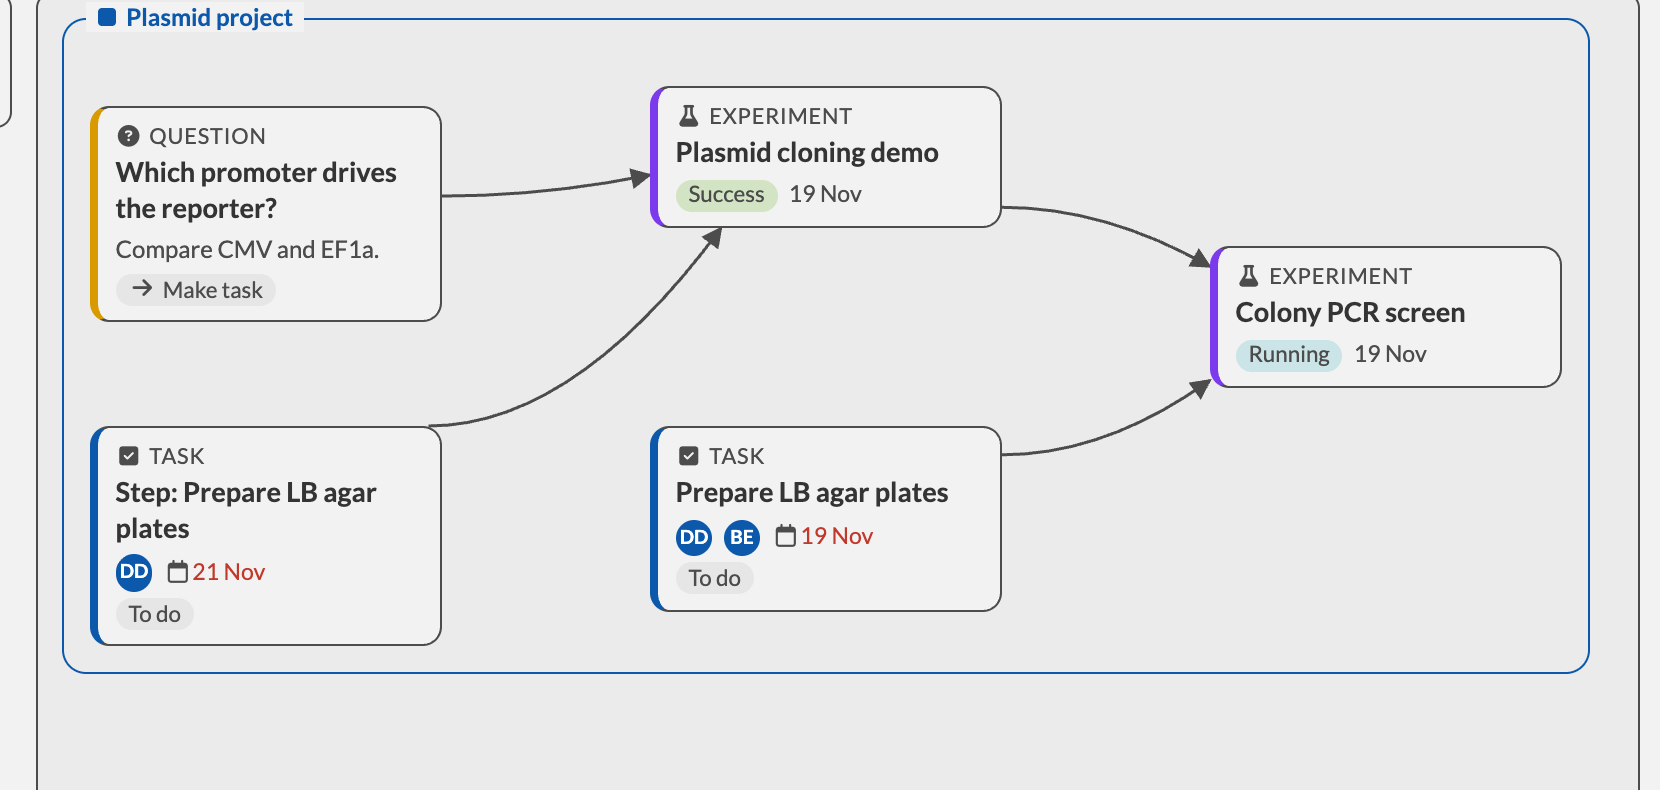 Plasmid project
QUESTION
Which promoter drives
the reporter?
Compare CMV and EF1a.
→ Make task
EXPERIMENT
Plasmid cloning demo
Success 19 Nov
EXPERIMENT
Colony PCR screen
Running 19 Nov
TASK
Step: Prepare LB agar
plates
DD 21 Nov
To do
TASK
Prepare LB agar plates
DD BE 19 Nov
To do